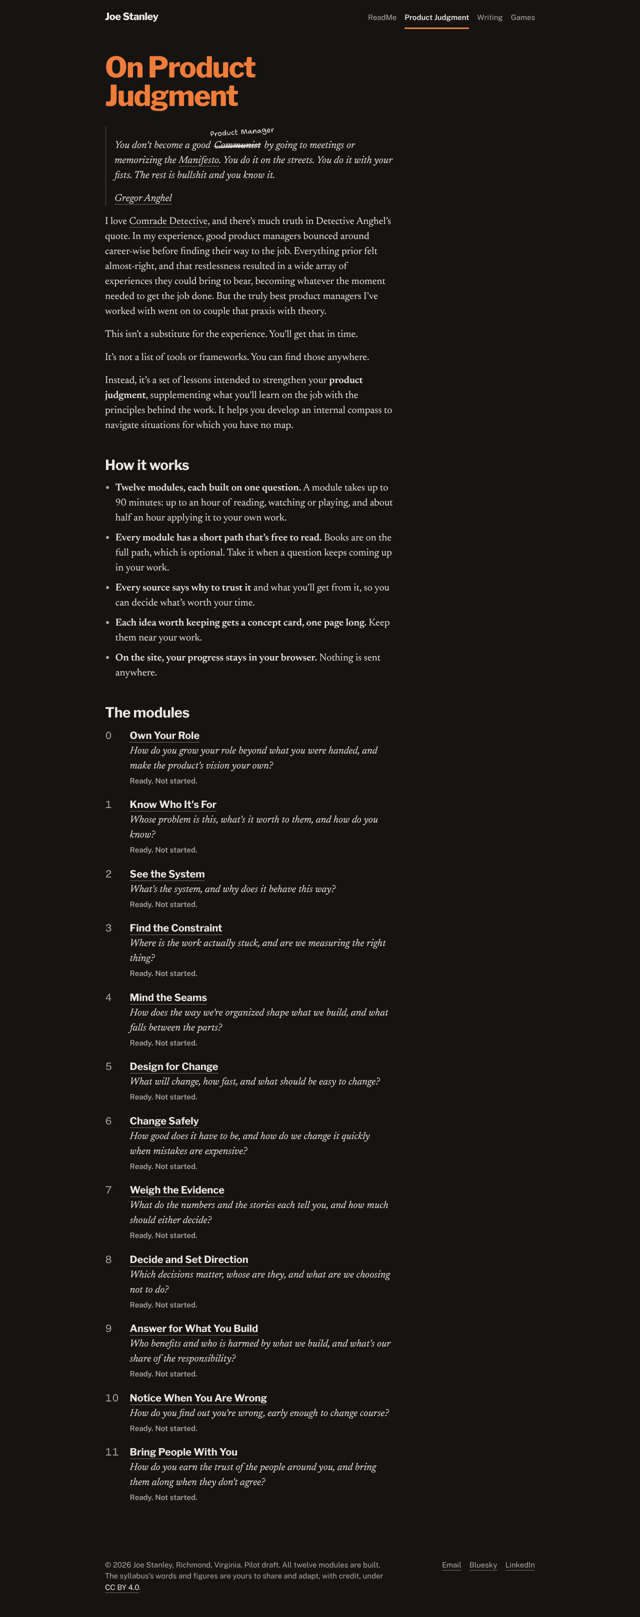 Joe Stanley
ReadMe Product Judgment Writing Games
On Product
Judgment
Product Manager
You don't become a good Communist by going to meetings or
memorizing the Manifesto. You do it on the streets. You do it with your
fists. The rest is bullshit and you know it.
Gregor Anghel
I love Comrade Detective, and there's much truth in Detective Anghel's
quote. In my experience, good product managers bounced around
career-wise before finding their way to the job. Everything prior felt
almost-right, and that restlessness resulted in a wide array of
experiences they could bring to bear, becoming whatever the moment
needed to get the job done. But the truly best product managers I've
worked with went on to couple that praxis with theory.
This isn't a substitute for the experience. You'll get that in time.
It's not a list of tools or frameworks. You can find those anywhere.
Instead, it's a set of lessons intended to strengthen your product
judgment, supplementing what you'll learn on the job with the
principles behind the work. It helps you develop an internal compass to
navigate situations for which you have no map.
How it works
• Twelve modules, each built on one question. A module takes up to
90 minutes: up to an hour of reading, watching or playing, and about
half an hour applying it to your own work.
• Every module has a short path that's free to read. Books are on the
full path, which is optional. Take it when a question keeps coming up
in your work.
• Every source says why to trust it and what you'll get from it, so you
can decide what's worth your time.
• Each idea worth keeping gets a concept card, one page long. Keep
them near your work.
• On the site, your progress stays in your browser. Nothing is sent
anywhere.
The modules
0 Own Your Role
How do you grow your role beyond what you were handed, and
make the product's vision your own?
Ready. Not started.
1 Know Who It's For
Whose problem is this, what's it worth to them, and how do you
know?
Ready. Not started.
2 See the System
What's the system, and why does it behave this way?
Ready. Not started.
3 Find the Constraint
Where is the work actually stuck, and are we measuring the right
thing?
Ready. Not started.
4 Mind the Seams
How does the way we're organized shape what we build, and what
falls between the parts?
Ready. Not started.
5 Design for Change
What will change, how fast, and what should be easy to change?
Ready. Not started.
6 Change Safely
How good does it have to be, and how do we change it quickly
when mistakes are expensive?
Ready. Not started.
7 Weigh the Evidence
What do the numbers and the stories each tell you, and how much
should either decide?
Ready. Not started.
8 Decide and Set Direction
Which decisions matter, whose are they, and what are we choosing
not to do?
Ready. Not started.
9 Answer for What You Build
Who benefits and who is harmed by what we build, and what's our
share of the responsibility?
Ready. Not started.
10 Notice When You Are Wrong
How do you find out you're wrong, early enough to change course?
Ready. Not started.
11 Bring People With You
How do you earn the trust of the people around you, and bring
them along when they don't agree?
Ready. Not started.
© 2026 Joe Stanley, Richmond, Virginia. Pilot draft. All twelve modules are built.
The syllabus's words and figures are yours to share and adapt, with credit, under
CC BY 4.0.
Email Bluesky LinkedIn